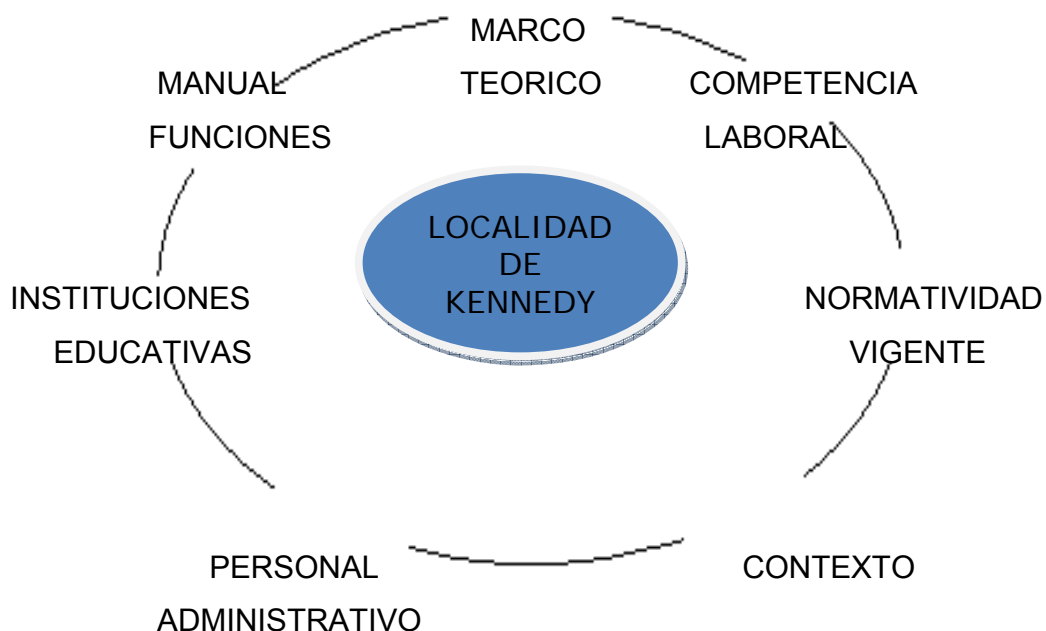 MARCO
TEORICO
MANUAL
FUNCIONES
COMPETENCIA
LABORAL
LOCALIDAD
DE
KENNEDY
INSTITUCIONES
EDUCATIVAS
NORMATIVIDAD
VIGENTE
PERSONAL
ADMINISTRATIVO
CONTEXTO